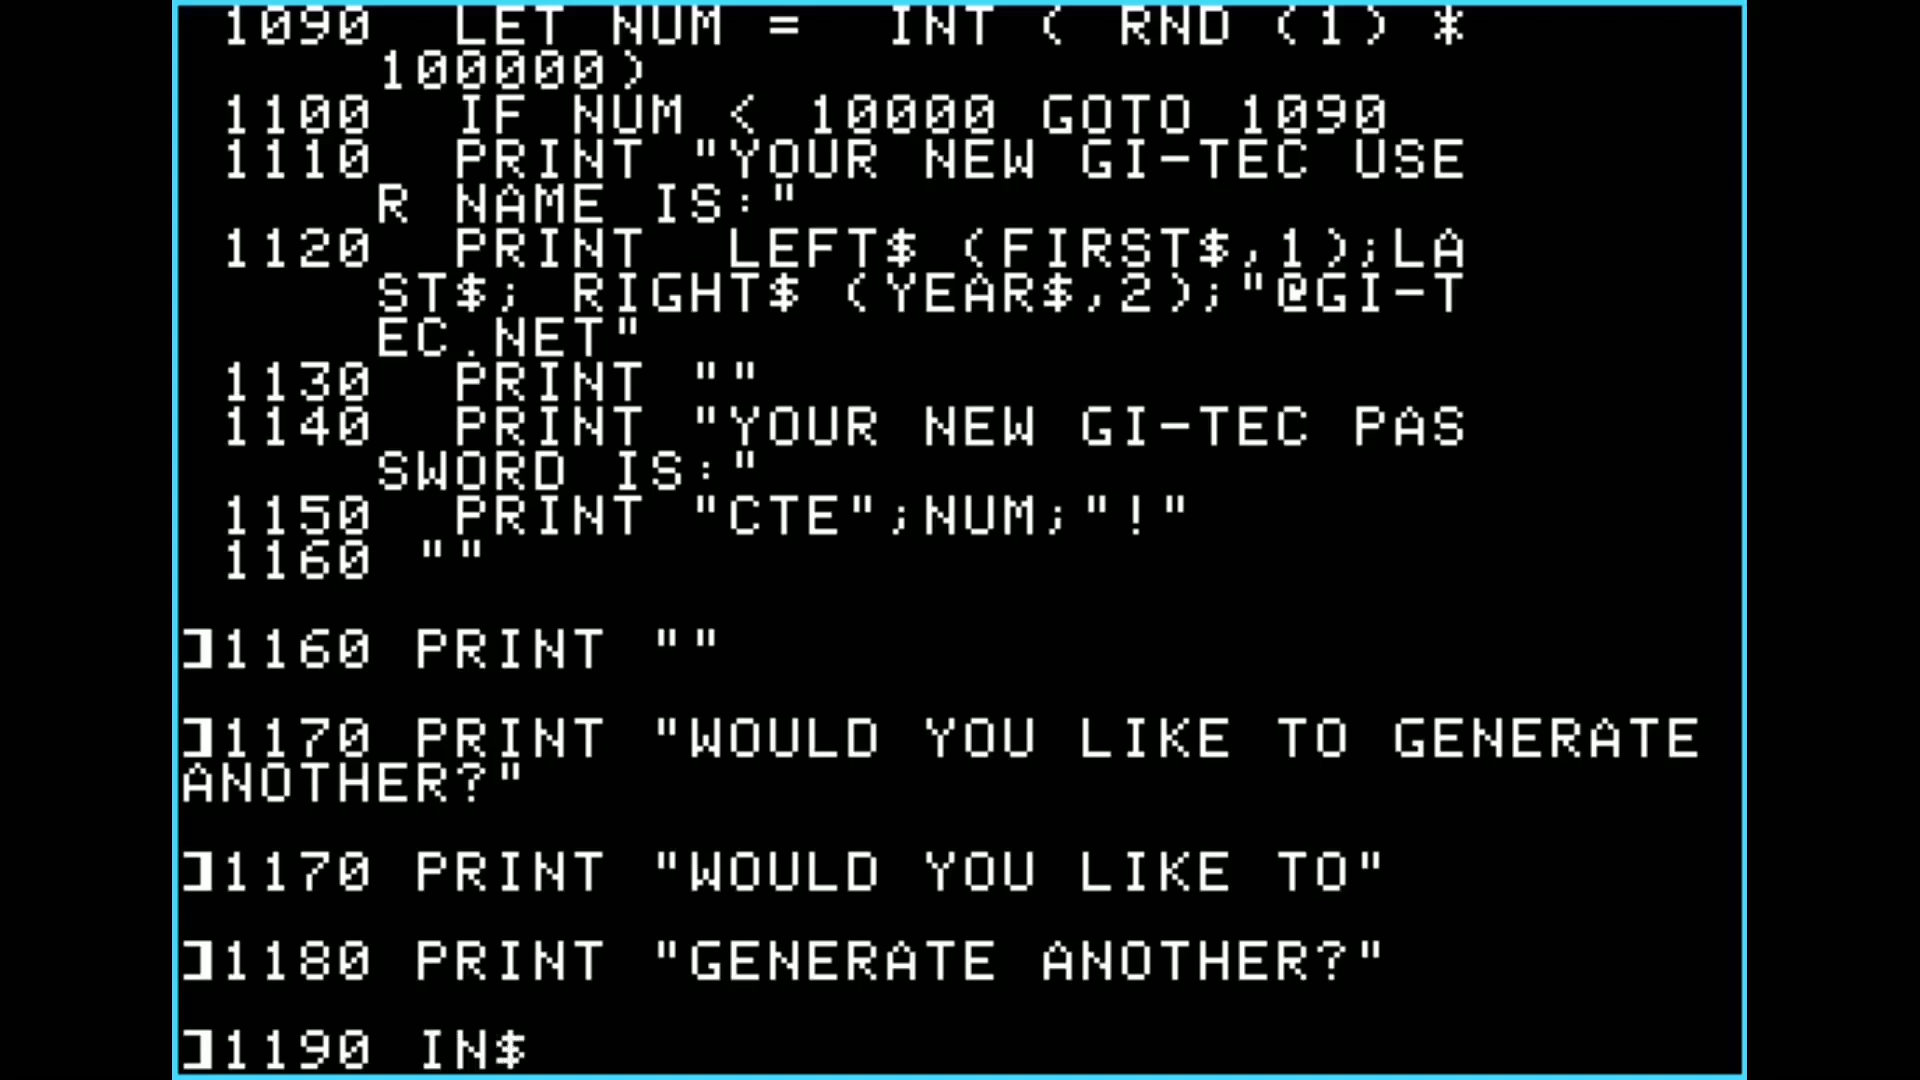 1090  LET NUM =  INT ( RND (1) *
100000)
1100  IF NUM < 10000 GOTO 1090
1110  PRINT "YOUR NEW GI-TEC USE
R NAME IS:"
1120  PRINT  LEFT$ (FIRST$,1);LA
ST$; RIGHT$ (YEAR$,2);"@GI-T
EC.NET"
1130  PRINT ""
1140  PRINT "YOUR NEW GI-TEC PAS
SWORD IS:"
1150  PRINT "CTE";NUM;"!"
1160 ""
]1160 PRINT ""
]1170 PRINT "WOULD YOU LIKE TO GENERATE
ANOTHER?"
]1170 PRINT "WOULD YOU LIKE TO"
]1180 PRINT "GENERATE ANOTHER?"
]1190 IN$